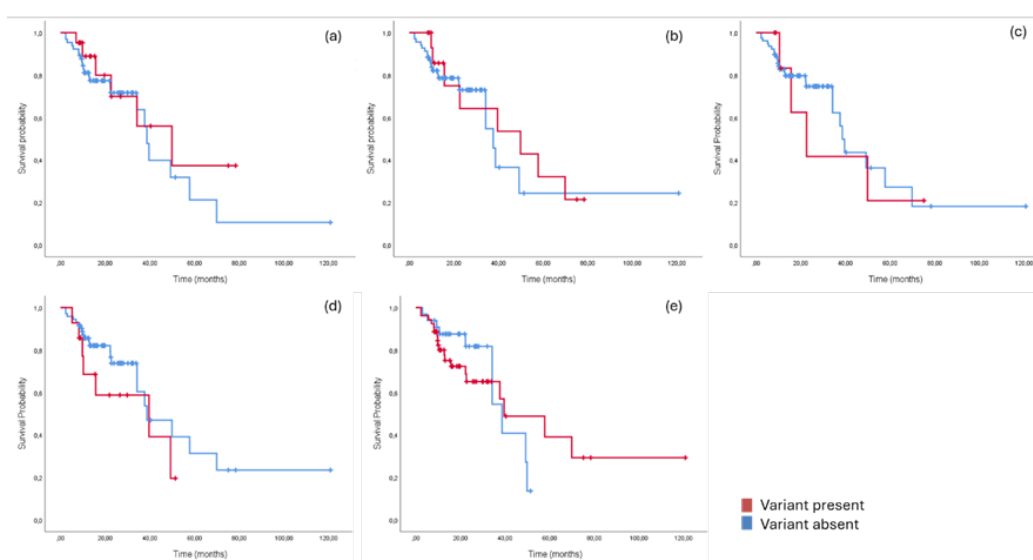 (a)
Survival probability
1,0
0,8
0,6
0,4
0,2
0,0
,00 20,00 40,00 60,00 80,00 100,00 120,00
Time (months)
(b)
Survival Probability
1,0
0,8
0,6
0,4
0,2
0,0
,00 20,00 40,00 60,00 80,00 100,00 120,00
Time (months)
(c)
Survival Probability
1,0
0,8
0,6
0,4
0,2
0,0
,00 20,00 40,00 60,00 80,00 100,00 120,00
Time (months)
(d)
Survival Probability
1,0
0,8
0,6
0,4
0,2
0,0
,00 20,00 40,00 60,00 80,00 100,00 120,00
Time (months)
(e)
Survival Probability
1,0
0,8
0,6
0,4
0,2
0,0
,00 20,00 40,00 60,00 80,00 100,00 120,00
Time (months)
Variant present
Variant absent